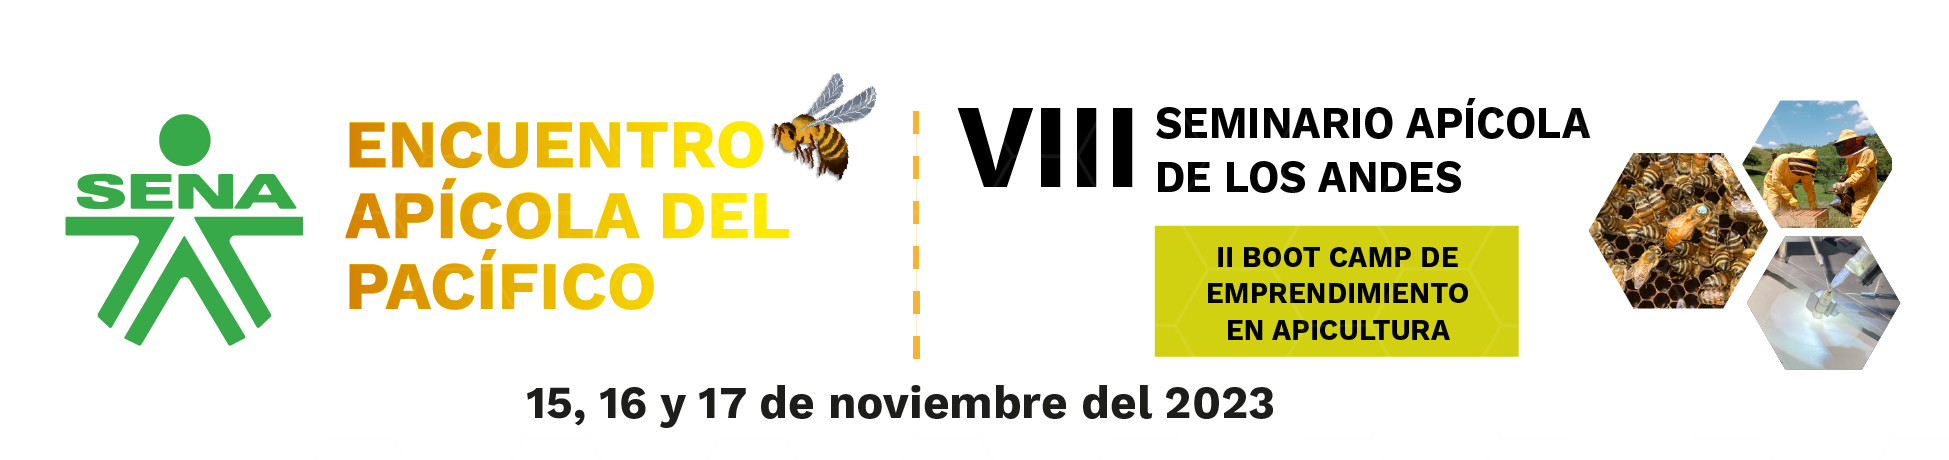 SENA
ENCUENTRO
APÍCOLA DEL
PACÍFICO
VIII
SEMINARIO APÍCOLA
DE LOS ANDES
II BOOT CAMP DE
EMPRENDIMIENTO
EN APICULTURA
15, 16 y 17 de noviembre del 2023